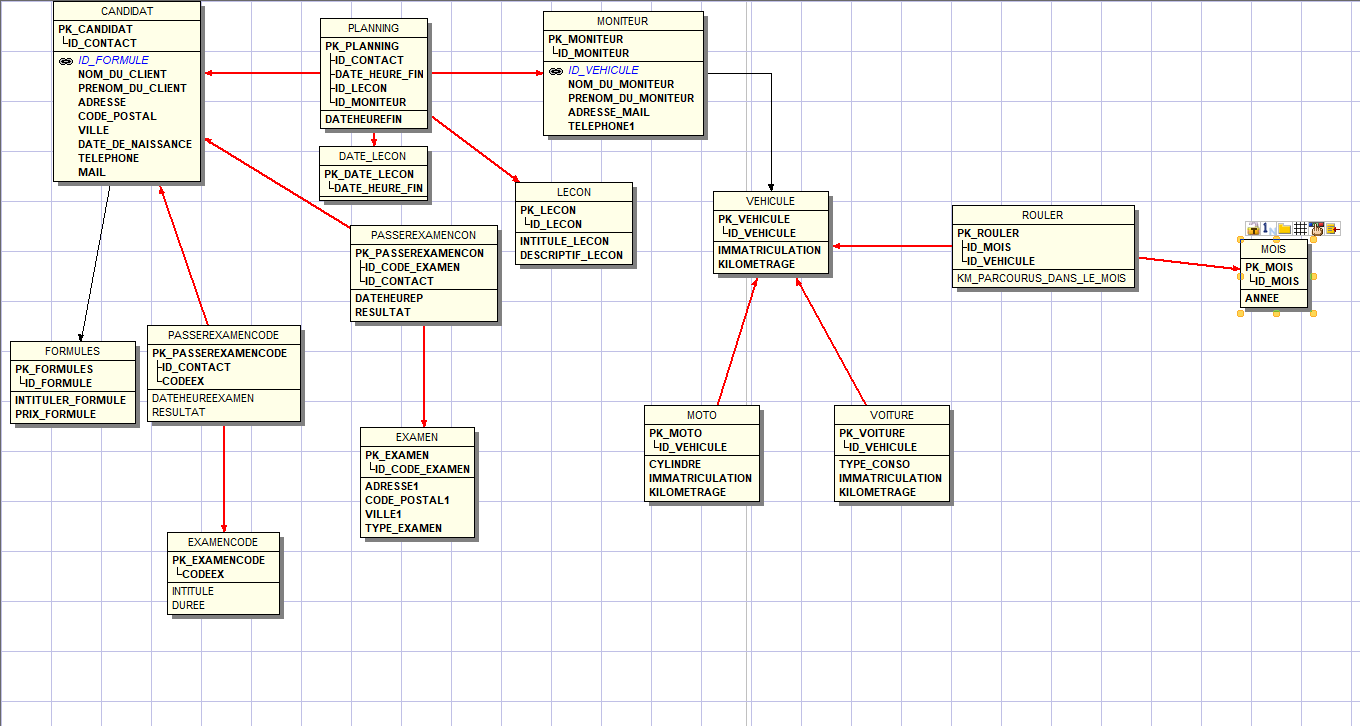 CANDIDAT
PK_CANDIDAT
ID_CONTACT
ID_FORMULE
NOM_DU_CLIENT
PRENOM_DU_CLIENT
ADRESSE
CODE_POSTAL
VILLE
DATE_DE_NAISSANCE
TELEPHONE
MAIL
PLANNING
PK_PLANNING
ID_CONTACT
DATE_HEURE_FIN
ID_LECON
ID_MONITEUR
DATEHEUREFIN
MONITEUR
PK_MONITEUR
ID_MONITEUR
ID_VEHICULE
NOM_DU_MONITEUR
PRENOM_DU_MONITEUR
ADRESSE_MAIL
TELEPHONE1
DATE_LECON
PK_DATE_LECON
DATE_HEURE_FIN
LECON
PK_LECON
ID_LECON
INTITULE_LECON
DESCRIPTIF_LECON
VEHICULE
PK_VEHICULE
ID_VEHICULE
IMMATRICULATION
KILOMETRAGE
ROULER
PK_ROULER
ID_MOIS
ID_VEHICULE
KM_PARCOURUS_DANS_LE_MOIS
MOIS
PK_MOIS
ID_MOIS
ANNEE
PASSEREXAMENCON
PK_PASSEREXAMENCON
ID_CODE_EXAMEN
ID_CONTACT
DATEHEUREP
RESULTAT
FORMULES
PK_FORMULES
ID_FORMULE
INTITULER_FORMULE
PRIX_FORMULE
PASSEREXAMENCODE
PK_PASSEREXAMENCODE
ID_CONTACT
CODEEX
DATEHEUREEXAMEN
RESULTAT
EXAMEN
PK_EXAMEN
ID_CODE_EXAMEN
ADRESSE1
CODE_POSTAL1
VILLE1
TYPE_EXAMEN
MOTO
PK_MOTO
ID_VEHICULE
CYLINDRE
IMMATRICULATION
KILOMETRAGE
VOITURE
PK_VOITURE
ID_VEHICULE
TYPE_CONSO
IMMATRICULATION
KILOMETRAGE
EXAMENCODE
PK_EXAMENCODE
CODEEX
INTITULE
DUREE